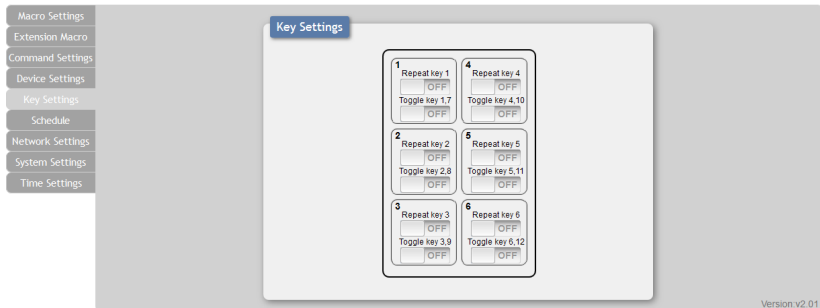 Macro Settings
Extension Macro
Command Settings
Device Settings
Key Settings
Schedule
Network Settings
System Settings
Time Settings
Key Settings
1
Repeat key 1
OFF
Toggle key 1,7
OFF
4
Repeat key 4
OFF
Toggle key 4,10
OFF
2
Repeat key 2
OFF
Toggle key 2,8
OFF
5
Repeat key 5
OFF
Toggle key 5,11
OFF
3
Repeat key 3
OFF
Toggle key 3,9
OFF
6
Repeat key 6
OFF
Toggle key 6,12
OFF
Version:v2.01